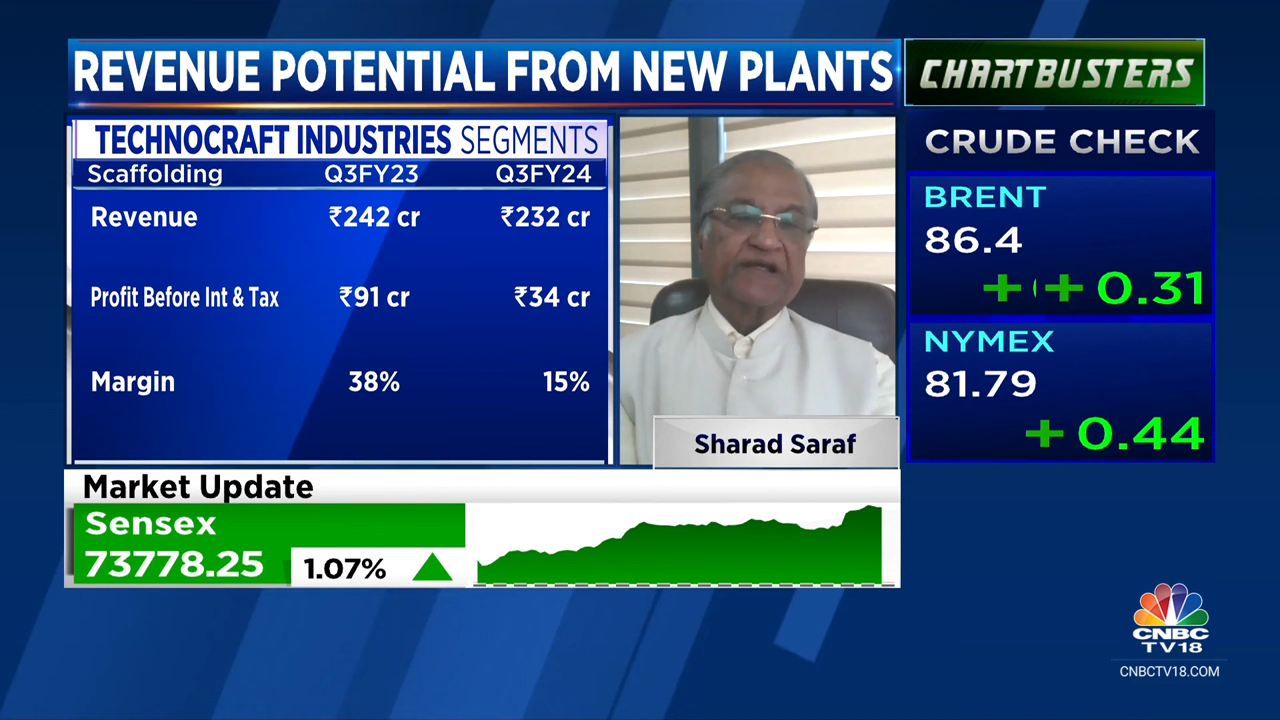 REVENUE POTENTIAL FROM NEW PLANTS
CHARTBUSTERS
TECHNOCRAFT INDUSTRIES SEGMENTS
Scaffolding Q3FY23 Q3FY24
Revenue ₹242 cr ₹232 cr
Profit Before Int & Tax ₹91 cr ₹34 cr
Margin 38% 15%
Sharad Saraf
CRUDE CHECK
BRENT
86.4
+ + 0.31
NYMEX
81.79
+ 0.44
Market Update
Sensex
73778.25 1.07%
CNBC
TV18
CNBCTV18.COM